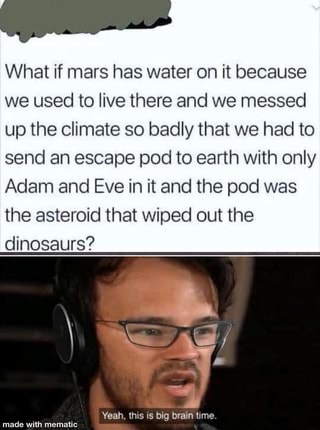 What if mars has water on it because
we used to live there and we messed
up the climate so badly that we had to
send an escape pod to earth with only
Adam and Eve in it and the pod was
the asteroid that wiped out the
dinosaurs?
Yeah, this is big brain time.
made with mematic